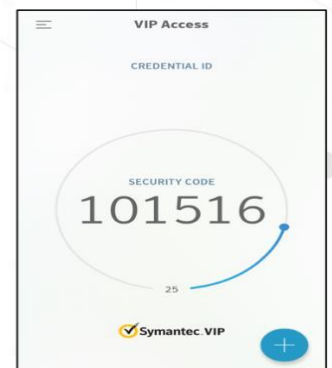 VIP Access
CREDENTIAL ID
SECURITY CODE
101516
25
Symantec. VIP